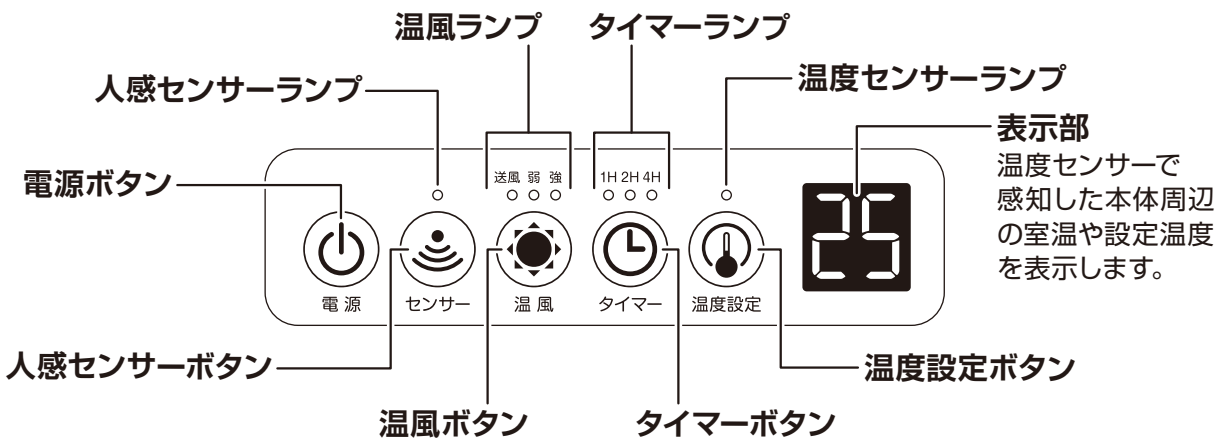 温風ランプ
タイマーランプ
人感センサーランプ
温度センサーランプ
表示部
温度センサーで
感知した本体周辺
の室温や設定温度
を表示します。
電源ボタン
送風 弱 強
1H 2H 4H
25
電源
センサー
温風
タイマー
温度設定
人感センサーボタン
温度設定ボタン
温風ボタン
タイマーボタン